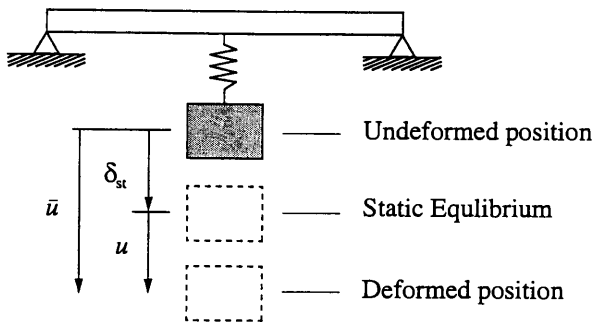 Undeformed position
δst
ū
Static Equlibrium
u
Deformed position